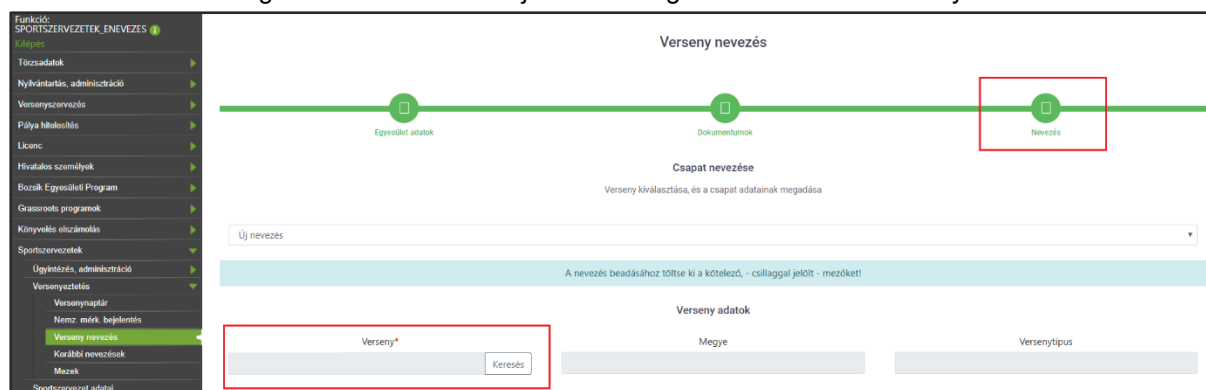 Funkció:
SPORTSZERVEZETEK_ENEVEZES
Kilépés
Törzsadatok
Nyilvántartás, adminisztráció
Versenyszervezés
Pálya hitelesítés
Licenc
Hivatalos személyek
Bozsik Egyesületi Program
Grassroots programok
Könyvelés elszámolás
Sportszervezetek
Ügyintézés, adminisztráció
Versenyeztetés
Versenynaptár
Nemz. mérk. bejelentés
Verseny nevezés
Korábbi nevezések
Mezek
Sportszervezet adatai
Verseny nevezés
Egyesület adatok
Dokumentumok
Nevezés
Csapat nevezése
Verseny kiválasztása, és a csapat adatainak megadása
Új nevezés
A nevezés beadásához töltse ki a kötelező, - csillaggal jelölt - mezőket!
Verseny adatok
Verseny*
Megye
Versenytípus
Keresés